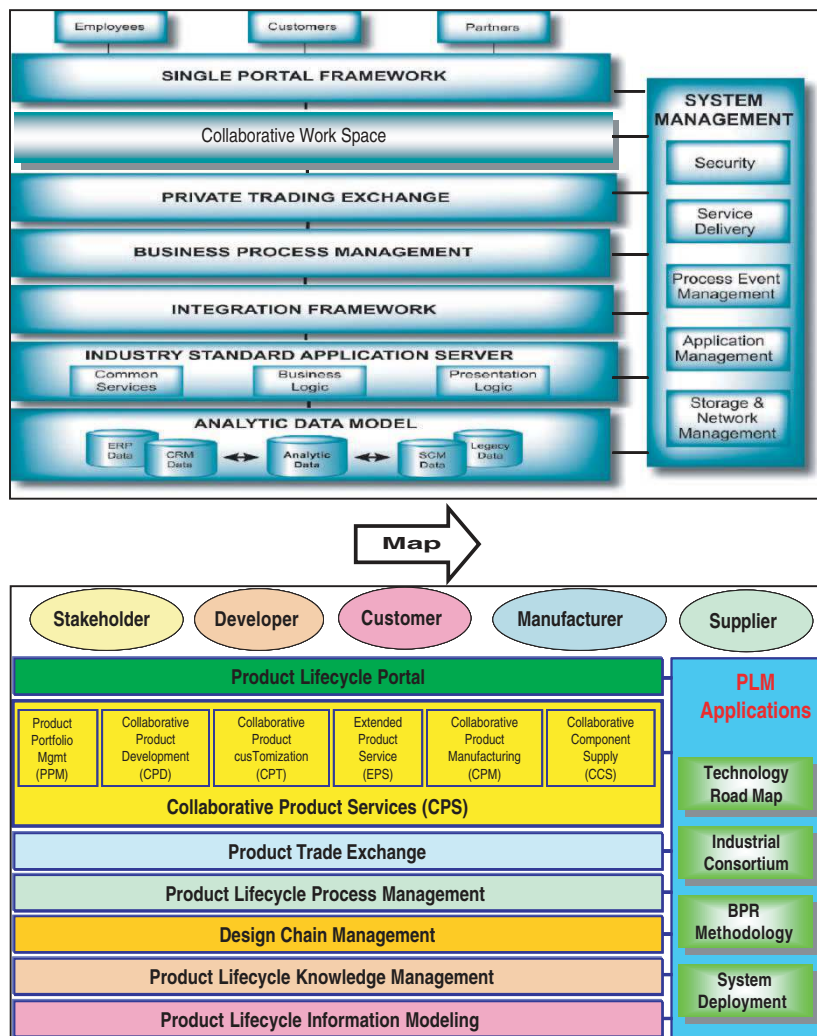 Employees
Customers
Partners
SINGLE PORTAL FRAMEWORK
Collaborative Work Space
PRIVATE TRADING EXCHANGE
BUSINESS PROCESS MANAGEMENT
INTEGRATION FRAMEWORK
INDUSTRY STANDARD APPLICATION SERVER
Common
Services
Business
Logic
Presentation
Logic
ANALYTIC DATA MODEL
ERP
Data
CRM
Data
Analytic
Data
SCM
Data
Legacy
Data
SYSTEM
MANAGEMENT
Security
Service
Delivery
Process Event
Management
Application
Management
Storage &
Network
Management
Map
Stakeholder
Developer
Customer
Manufacturer
Supplier
Product Lifecycle Portal
Product
Portfolio
Mgmt
(PPM)
Collaborative
Product
Development
(CPD)
Collaborative
Product
cusTomization
(CPT)
Extended
Product
Service
(EPS)
Collaborative
Product
Manufacturing
(CPM)
Collaborative
Component
Supply
(CCS)
Collaborative Product Services (CPS)
Product Trade Exchange
Product Lifecycle Process Management
Design Chain Management
Product Lifecycle Knowledge Management
Product Lifecycle Information Modeling
PLM
Applications
Technology
Road Map
Industrial
Consortium
BPR
Methodology
System
Deployment